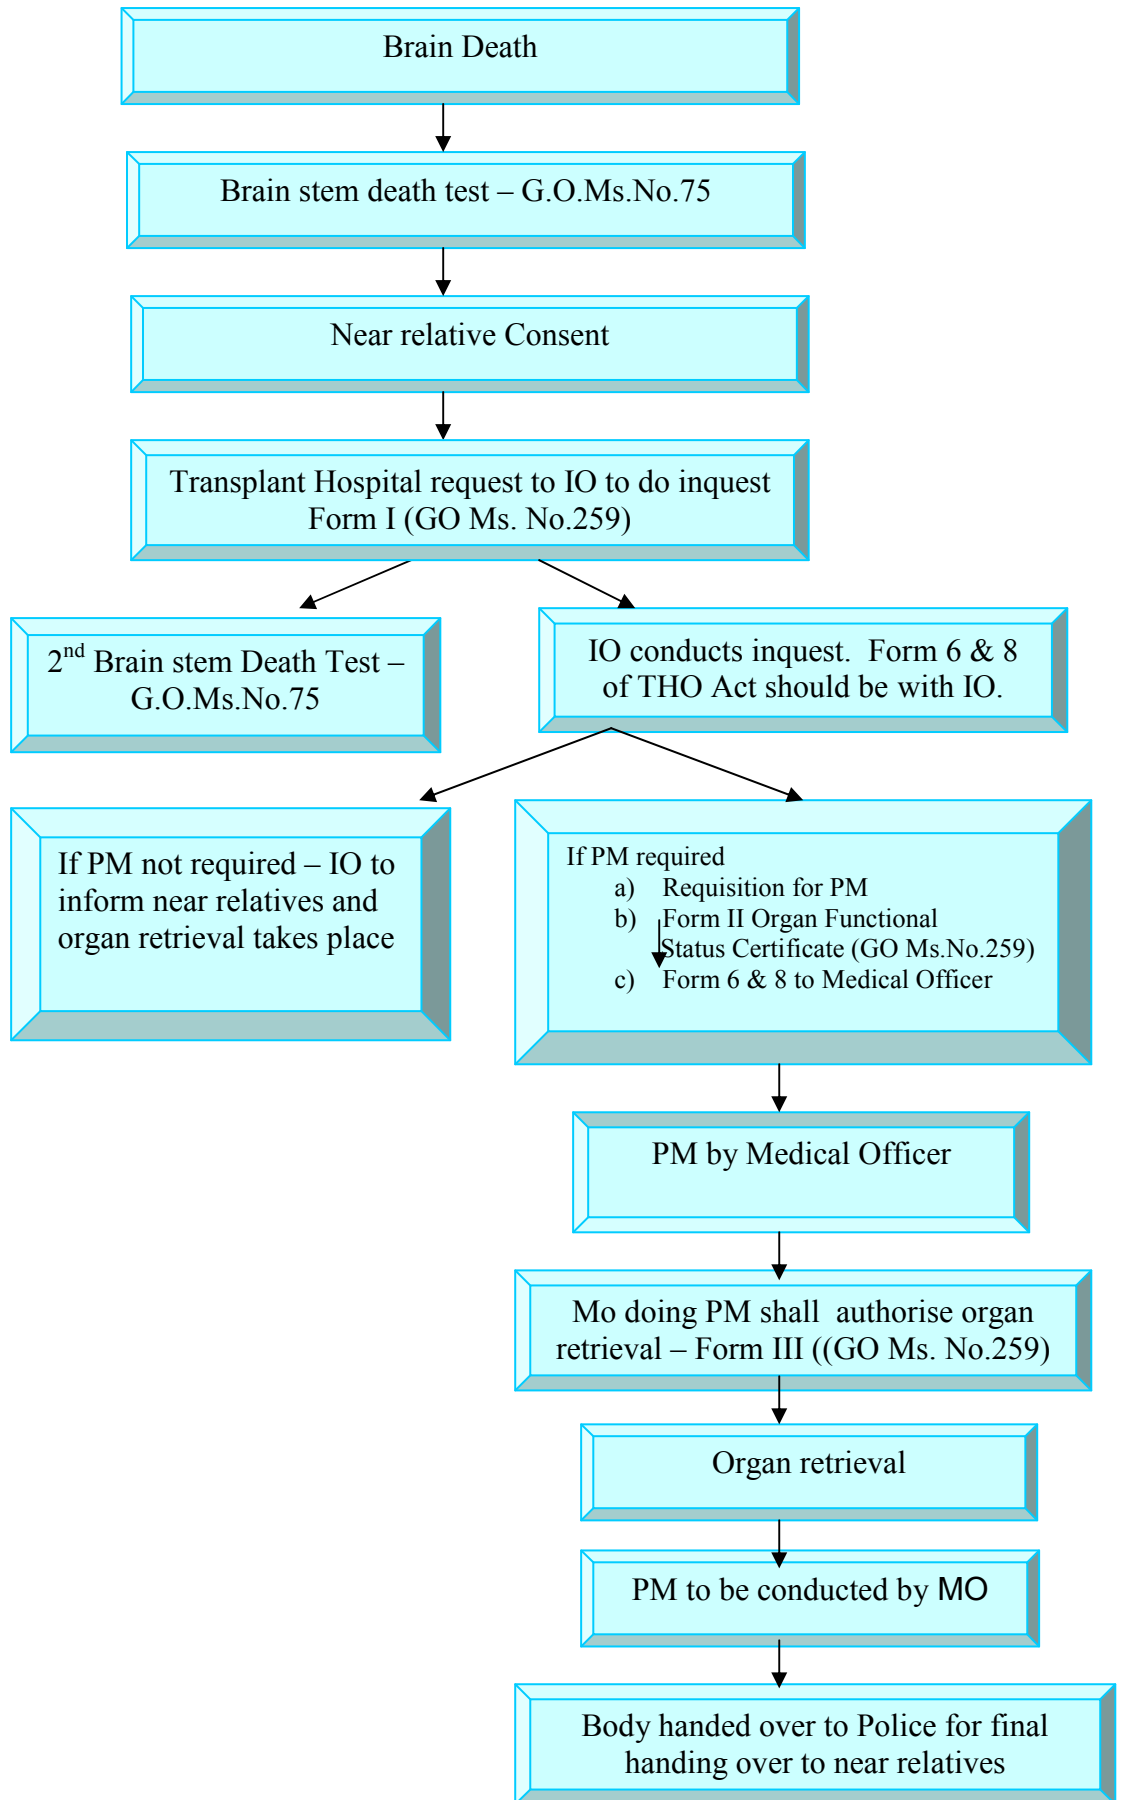 Brain Death
Brain stem death test – G.O.Ms.No.75
Near relative Consent
Transplant Hospital request to IO to do inquest
Form I (GO Ms. No.259)
2nd Brain stem Death Test –
G.O.Ms.No.75
IO conducts inquest.  Form 6 & 8
of THO Act should be with IO.
If PM not required – IO to
inform near relatives and
organ retrieval takes place
If PM required
a) Requisition for PM
b) Form II Organ Functional
Status Certificate (GO Ms.No.259)
c) Form 6 & 8 to Medical Officer
PM by Medical Officer
Mo doing PM shall  authorise organ
retrieval – Form III ((GO Ms. No.259)
Organ retrieval
PM to be conducted by MO
Body handed over to Police for final
handing over to near relatives